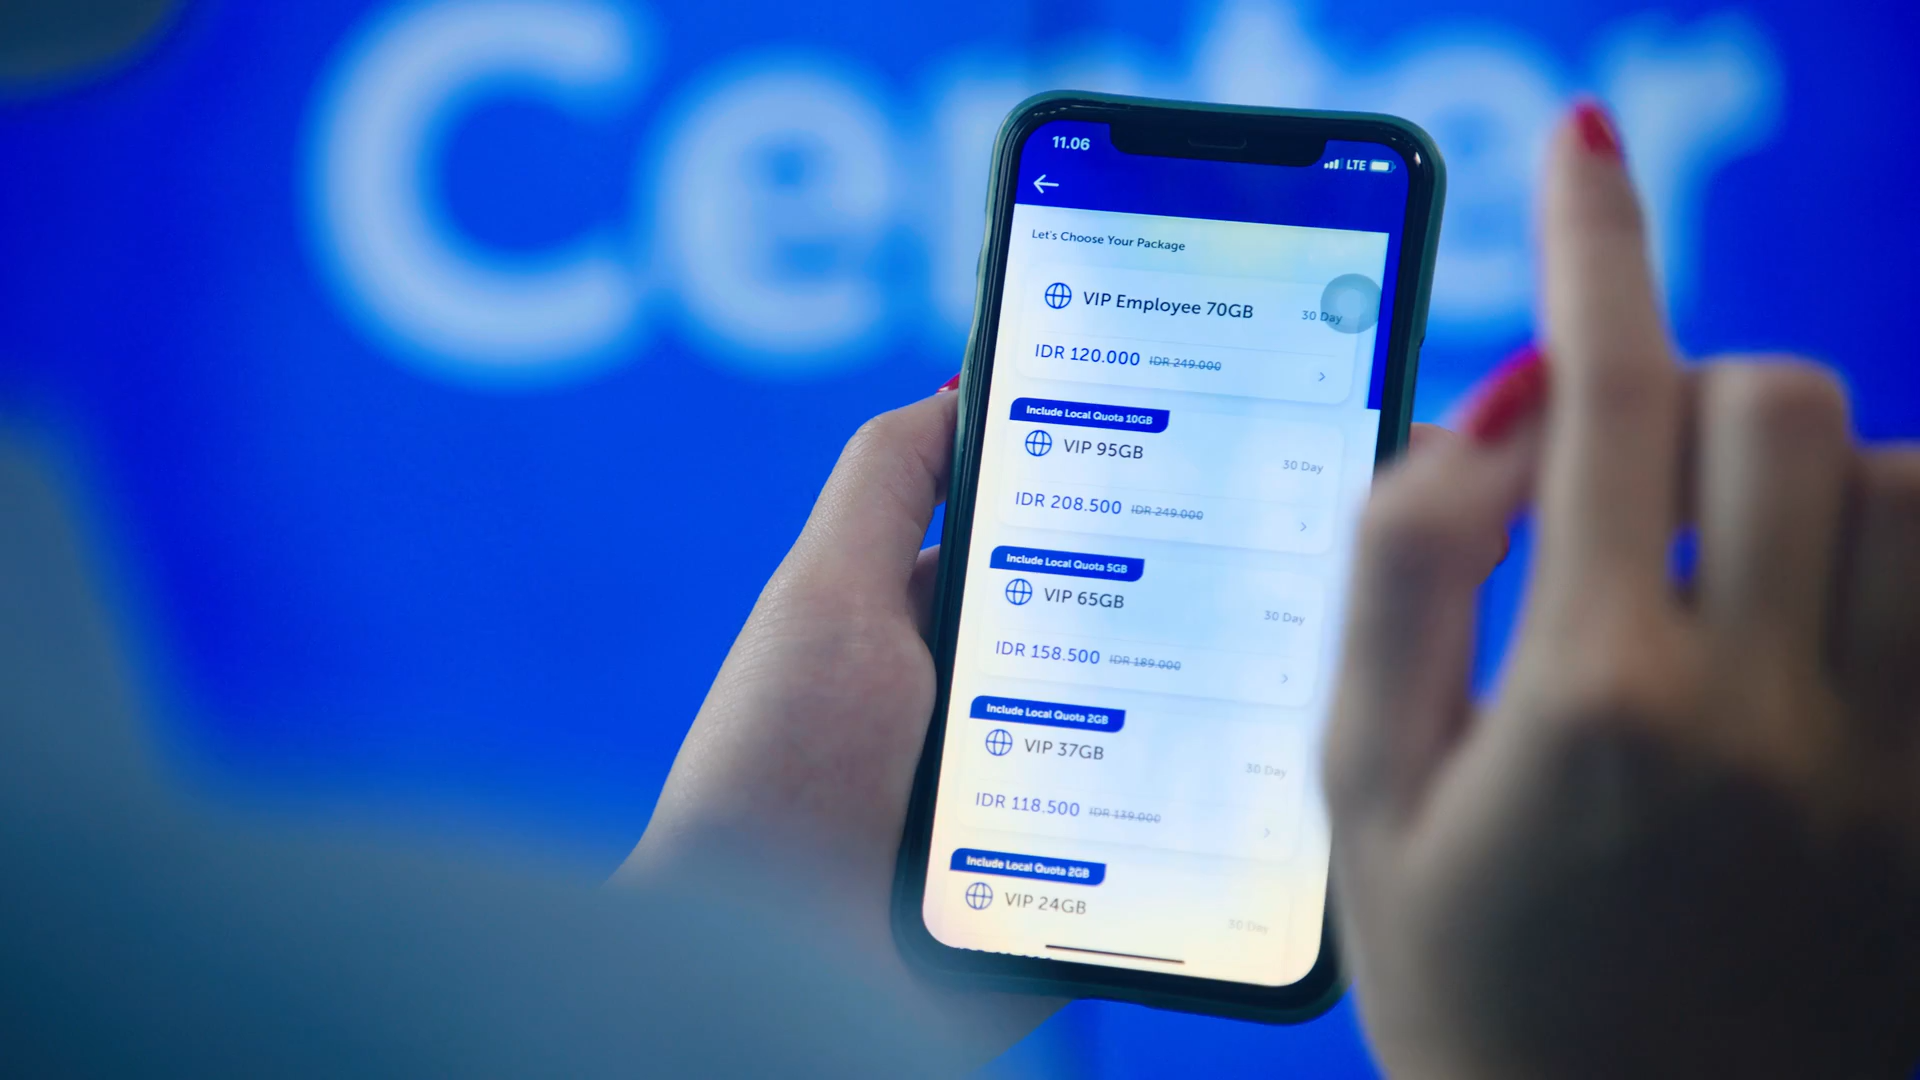 Center
11.06
LTE
Let's Choose Your Package
VIP Employee 70GB
30 Day
IDR 120.000 IDR 249.000
Include Local Quota 10GB
VIP 95GB
30 Day
IDR 208.500 IDR 249.000
Include Local Quota 5GB
VIP 65GB
30 Day
IDR 158.500 IDR 189.000
Include Local Quota 2GB
VIP 37GB
30 Day
IDR 118.500 IDR 139.000
Include Local Quota 2GB
VIP 24GB
30 Day